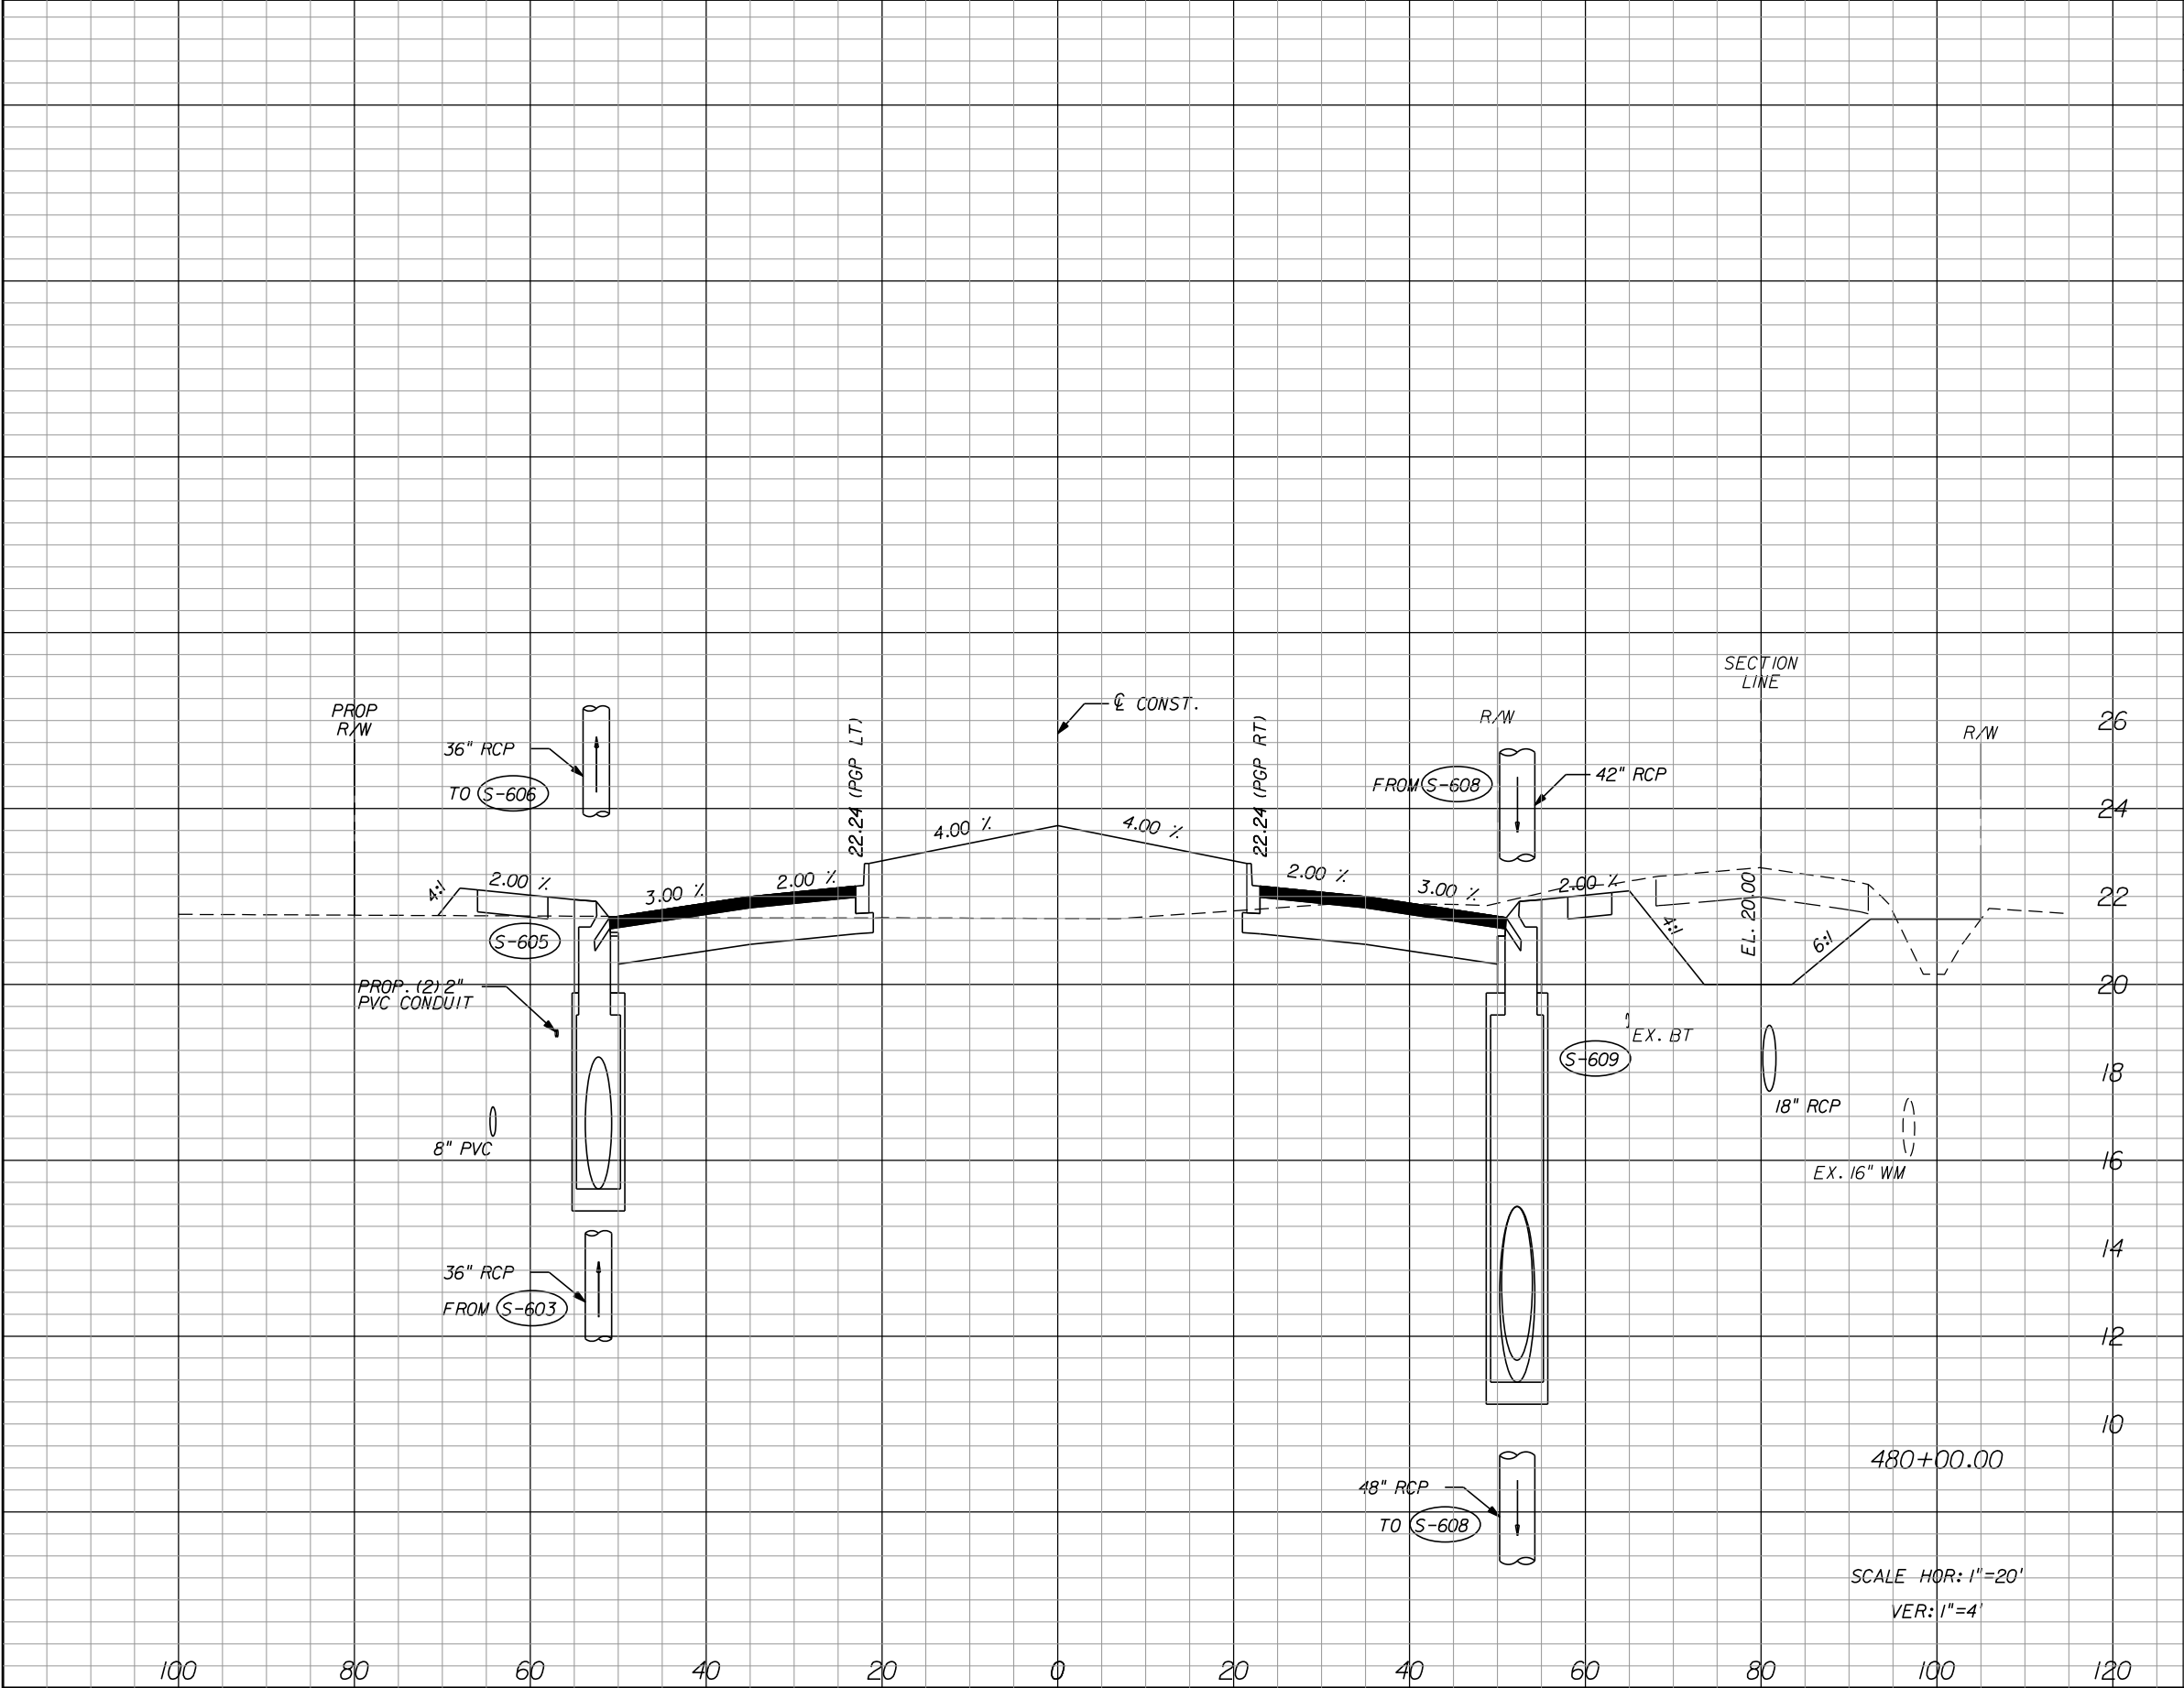 SECTION
LINE
PROP
R/W
36" RCP
TO S-606
22.24 (PGP LT)
℄ CONST.
22.24 (PGP RT)
R/W
FROM S-608
42" RCP
R/W
26
24
4:1
2.00 %
3.00 %
2.00 %
4.00 %
4.00 %
2.00 %
3.00 %
2.00 %
4:1
EL. 20.00
6:1
22
S-605
PROP. (2) 2"
PVC CONDUIT
20
EX. BT
S-609
18
8" PVC
18" RCP
16
EX. 16" WM
36" RCP
FROM S-603
14
12
10
480+00.00
48" RCP
TO S-608
SCALE HOR: 1"=20'
VER: 1"=4'
100 80 60 40 20 0 20 40 60 80 100 120